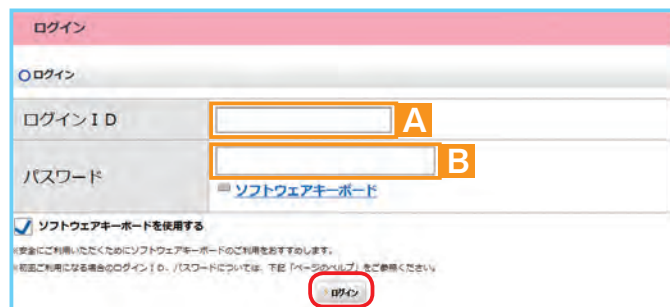 ログイン
ログイン
ログインＩＤ
A
パスワード
B
ソフトウェアキーボード
ソフトウェアキーボードを使用する
※安全にご利用いただくためにソフトウェアキーボードのご利用をおすすめします。
※初回ご利用になる場合のログインＩＤ、パスワードについては、下記「ページのヘルプ」をご参照ください。
ログイン